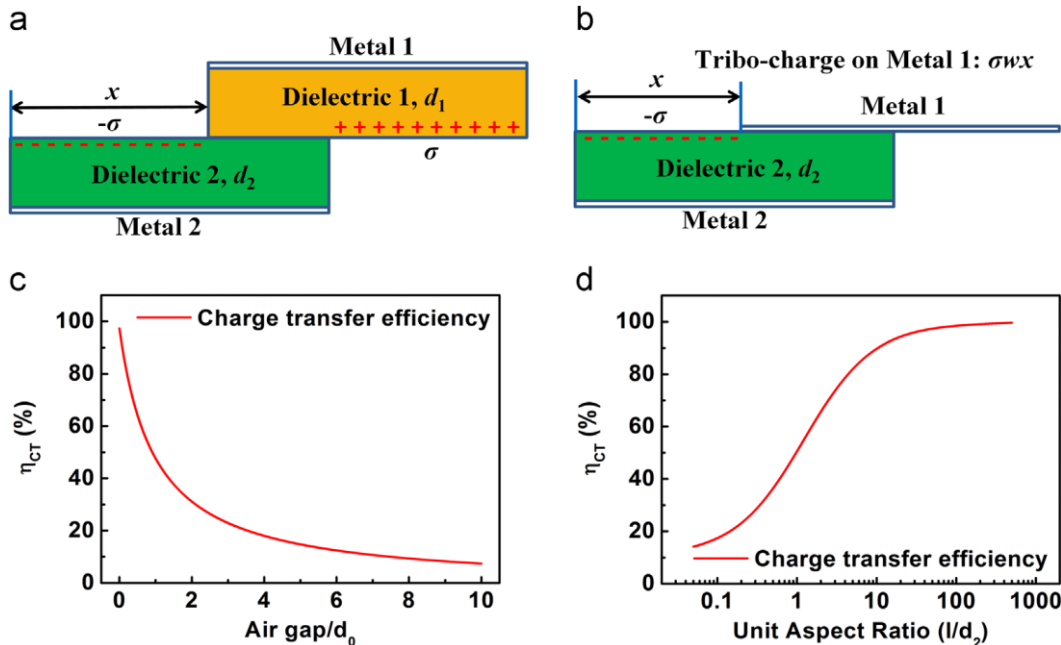 a
Metal 1
x
Dielectric 1, d₁
-σ
+ + + + + + + + + +
σ
- - - - - - - - - -
Dielectric 2, d₂
Metal 2
b
Tribo-charge on Metal 1: σwx
x
Metal 1
-σ
- - - - - - - -
Dielectric 2, d₂
Metal 2
c
Charge transfer efficiency
100
80
60
40
20
0
ηCT (%)
0 2 4 6 8 10
Air gap/d₀
d
100
80
60
40
20
0
ηCT (%)
Charge transfer efficiency
0.1 1 10 100 1000
Unit Aspect Ratio (l/d₂)